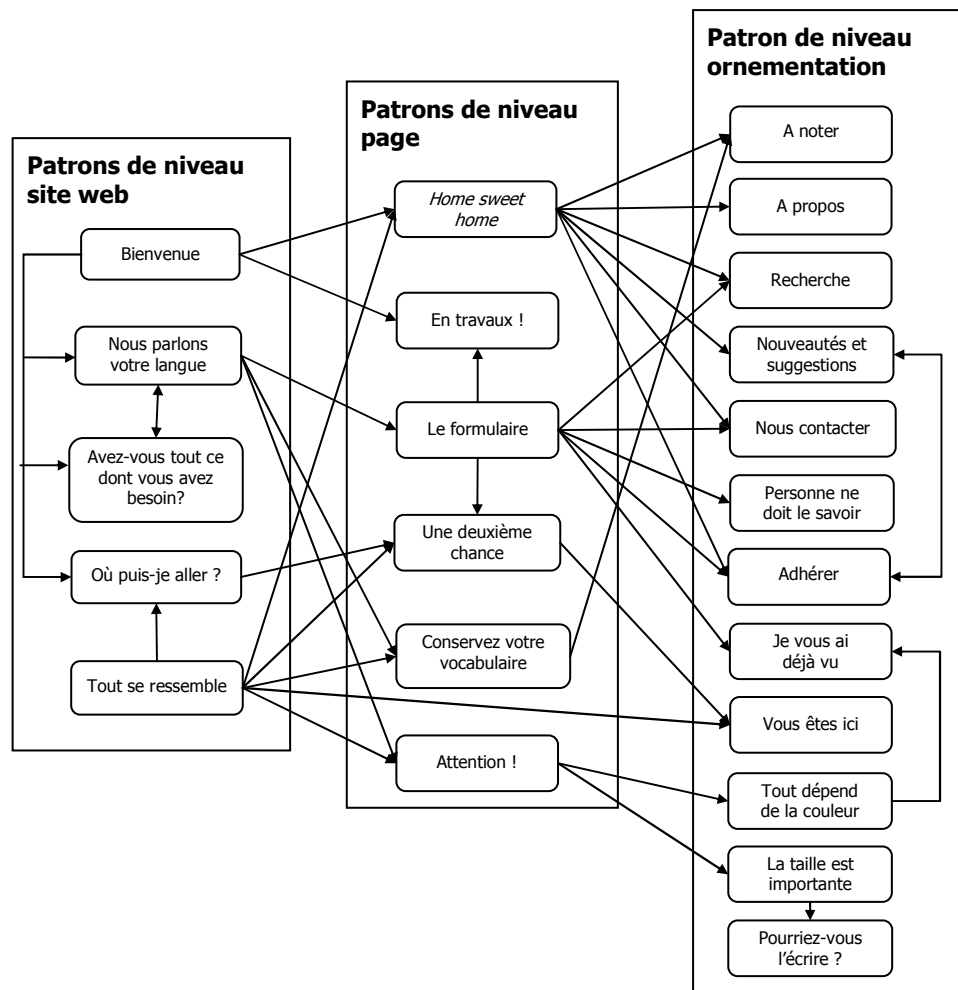 Patrons de niveau
site web
Bienvenue
Nous parlons
votre langue
Avez-vous tout ce
dont vous avez
besoin?
Où puis-je aller ?
Tout se ressemble
Patrons de niveau
page
Home sweet
home
En travaux !
Le formulaire
Une deuxième
chance
Conservez votre
vocabulaire
Attention !
Patron de niveau
ornementation
A noter
A propos
Recherche
Nouveautés et
suggestions
Nous contacter
Personne ne
doit le savoir
Adhérer
Je vous ai
déjà vu
Vous êtes ici
Tout dépend
de la couleur
La taille est
importante
Pourriez-vous
l'écrire ?